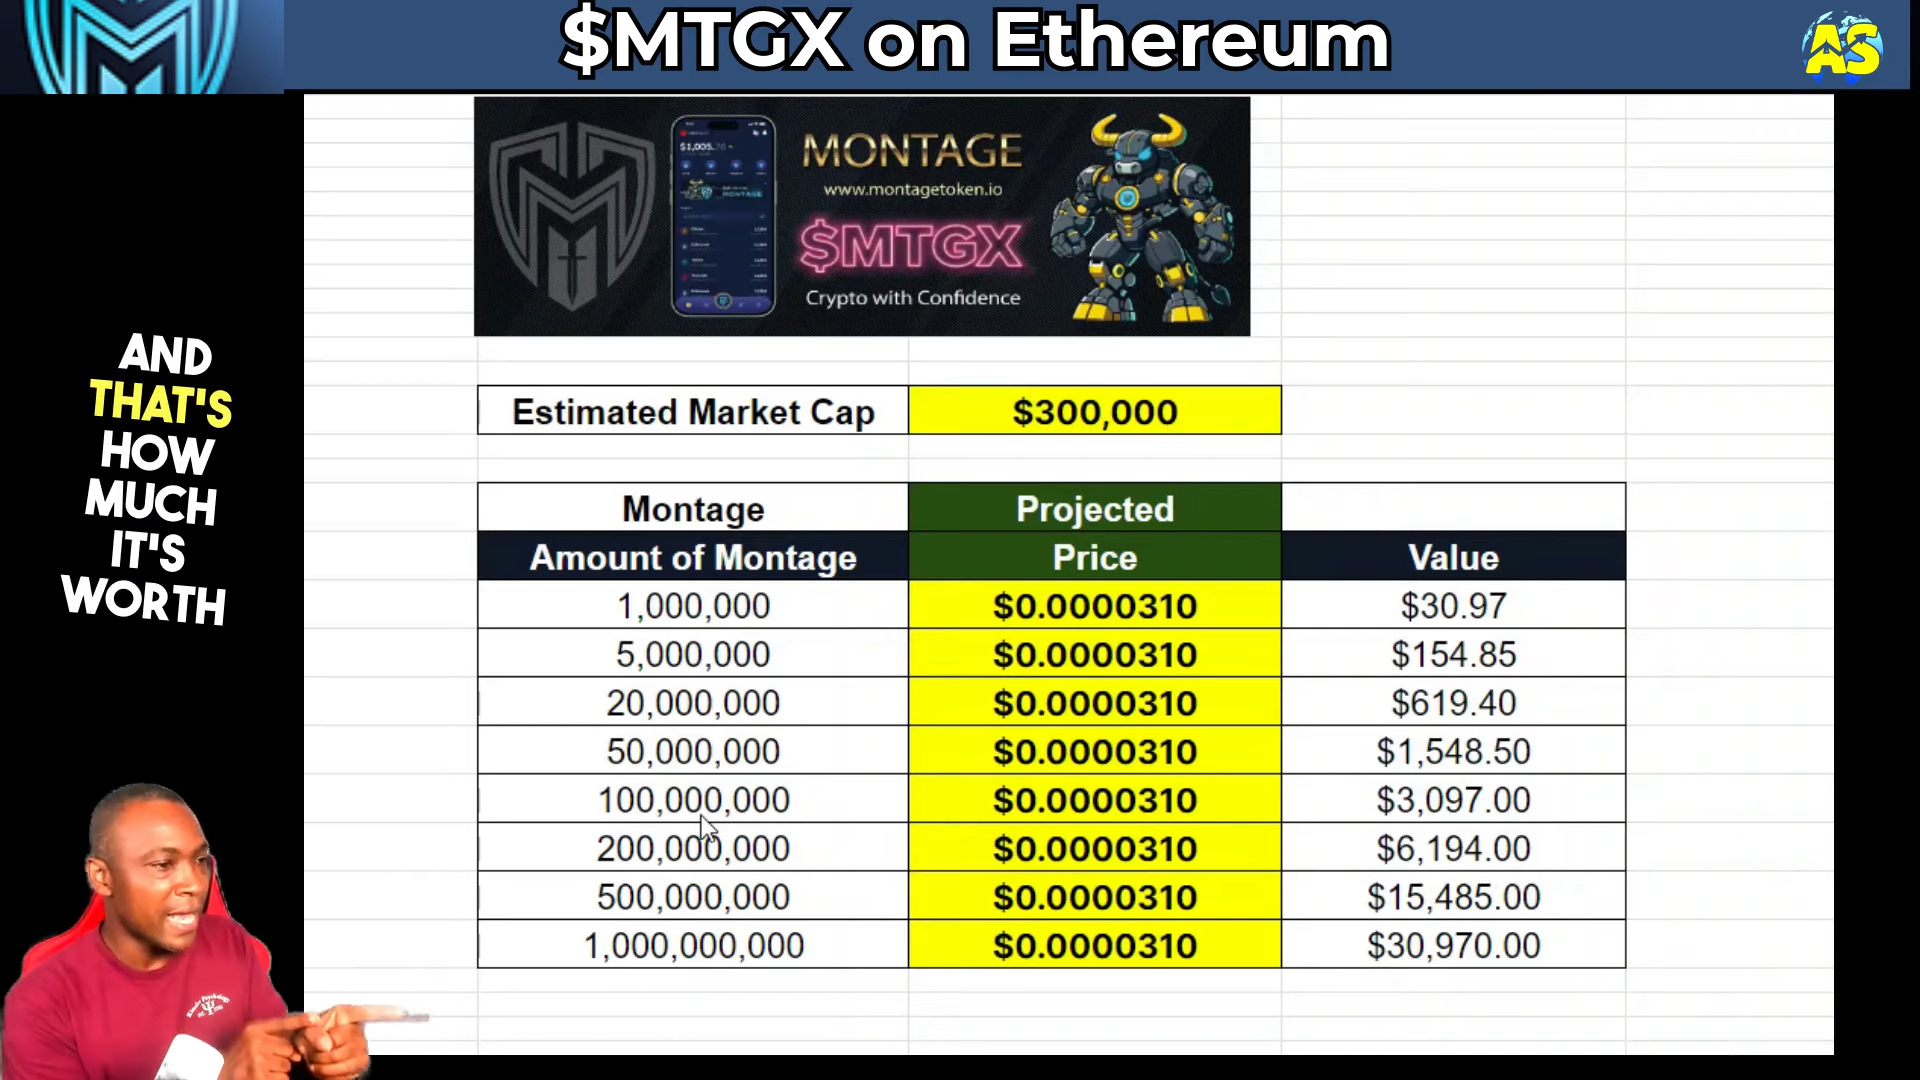 $MTGX on Ethereum
AS
MONTAGE
www.montagetoken.io
$MTGX
Crypto with Confidence
$1,005.26
AND
THAT'S
HOW
MUCH
IT'S
WORTH
Estimated Market Cap $300,000
Montage Projected
Amount of Montage Price Value
1,000,000 $0.0000310 $30.97
5,000,000 $0.0000310 $154.85
20,000,000 $0.0000310 $619.40
50,000,000 $0.0000310 $1,548.50
100,000,000 $0.0000310 $3,097.00
200,000,000 $0.0000310 $6,194.00
500,000,000 $0.0000310 $15,485.00
1,000,000,000 $0.0000310 $30,970.00